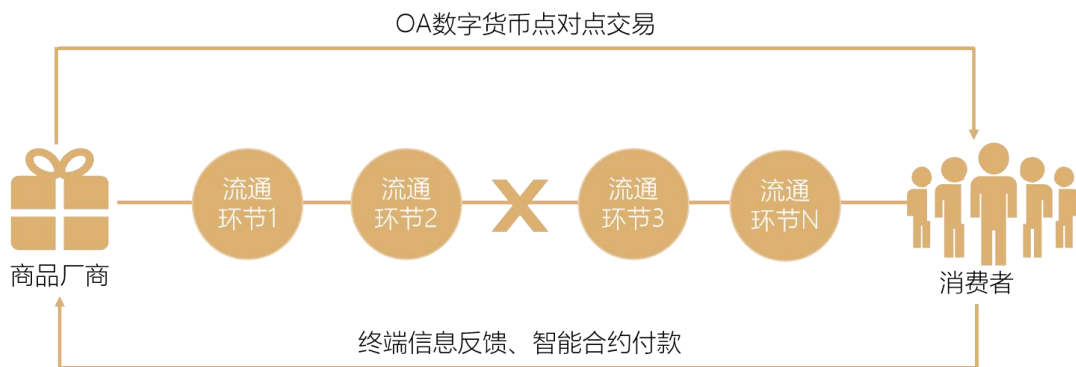 OA数字货币点对点交易
流通
环节1
流通
环节2
X
流通
环节3
流通
环节N
商品厂商
消费者
终端信息反馈、智能合约付款